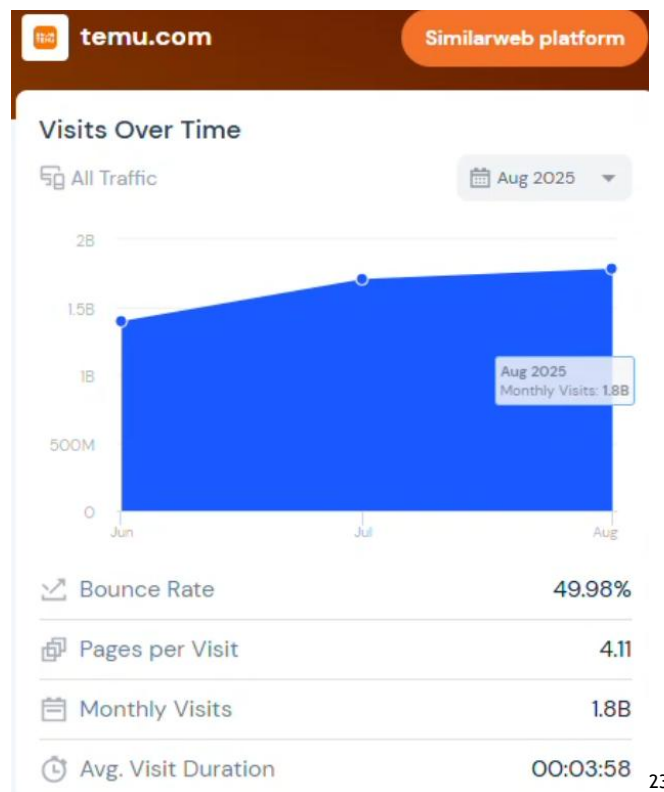 temu.com
Similarweb platform
Visits Over Time
All Traffic
Aug 2025
2B
1.5B
1B
500M
0
Aug 2025
Monthly Visits: 1.8B
Jun
Jul
Aug
Bounce Rate 49.98%
Pages per Visit 4.11
Monthly Visits 1.8B
Avg. Visit Duration 00:03:58